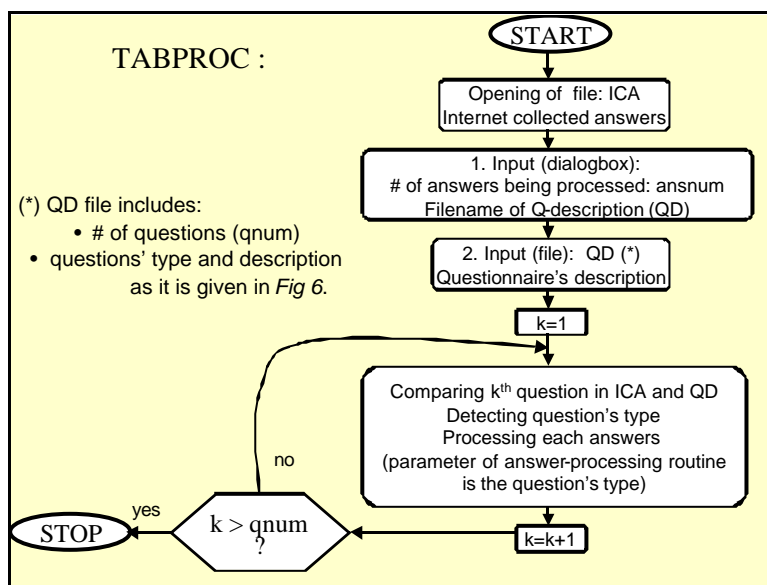 TABPROC :
START
Opening of file: ICA
Internet collected answers
1. Input (dialogbox):
# of answers being processed: ansnum
Filename of Q-description (QD)
(*) QD file includes:
• # of questions (qnum)
• questions' type and description
as it is given in Fig 6.
2. Input (file): QD (*)
Questionnaire's description
k=1
Comparing kth question in ICA and QD
Detecting question's type
Processing each answers
(parameter of answer-processing routine
is the question's type)
no
yes
STOP
k > qnum
?
k=k+1